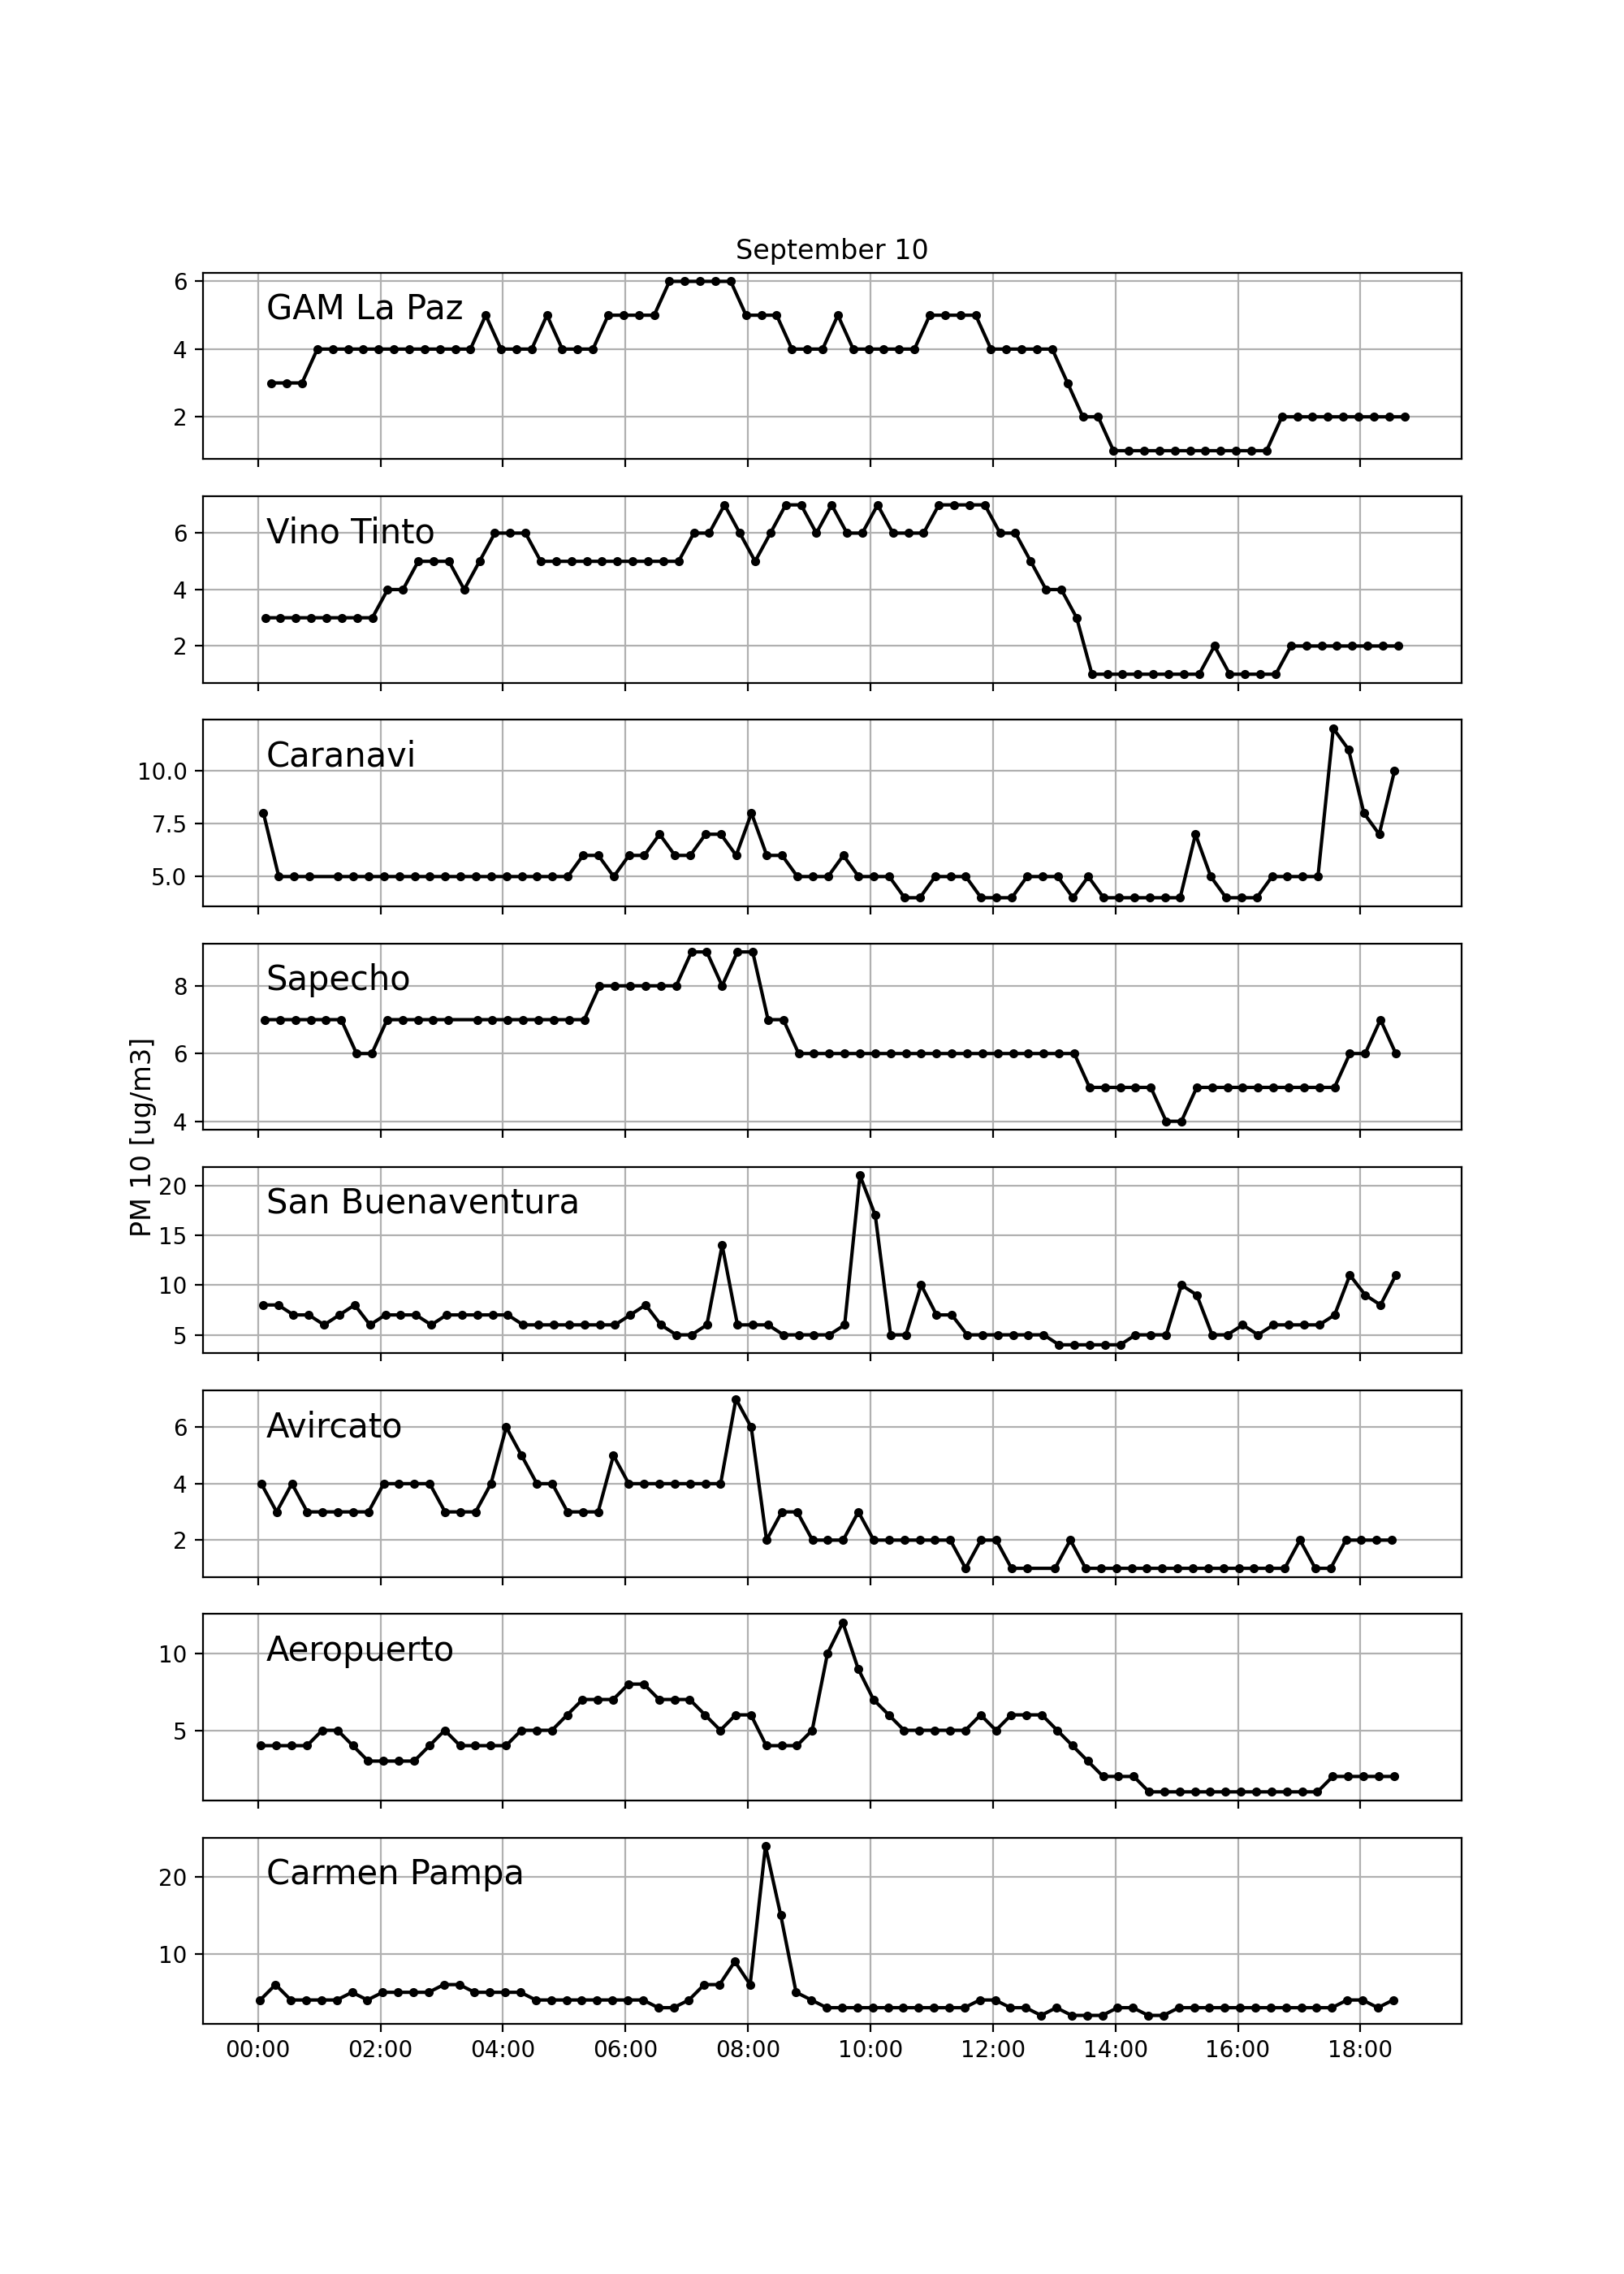 September 10
6
GAM La Paz
4
2
Vino Tinto
6
4
2
Caranavi
10.0
7.5
5.0
Sapecho
8
6
4
PM 10 [ug/m3]
20
San Buenaventura
15
10
5
Avircato
6
4
2
Aeropuerto
10
5
Carmen Pampa
20
10
00:00 02:00 04:00 06:00 08:00 10:00 12:00 14:00 16:00 18:00